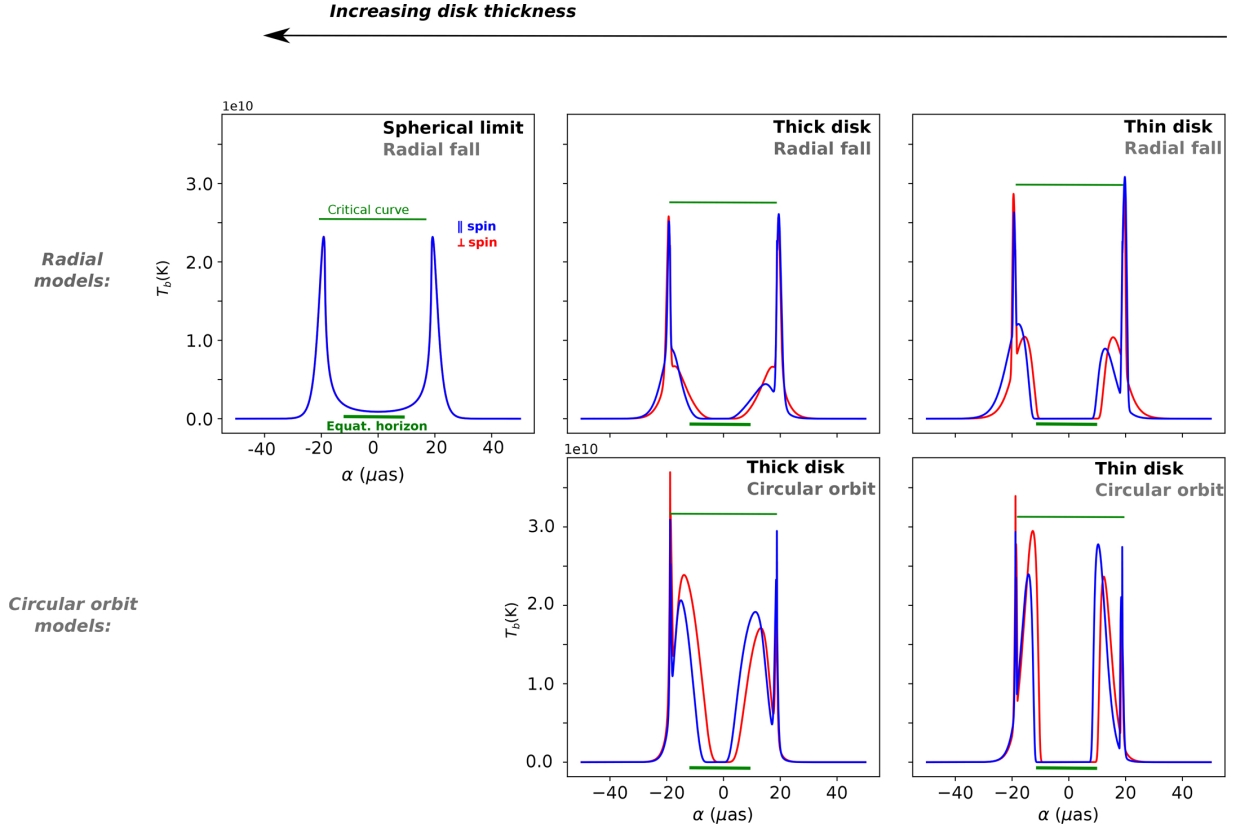 Increasing disk thickness
1e10
Spherical limit
Radial fall
Thick disk
Radial fall
Thin disk
Radial fall
3.0
2.0
1.0
0.0
T_b(K)
Critical curve
∥ spin
⊥ spin
Equat. horizon
-40
-20
0
20
40
α (μas)
Radial
models:
1e10
Thick disk
Circular orbit
Thin disk
Circular orbit
3.0
2.0
1.0
0.0
T_b(K)
Circular orbit
models:
−40
−20
0
20
40
α (μas)
−40
−20
0
20
40
α (μas)